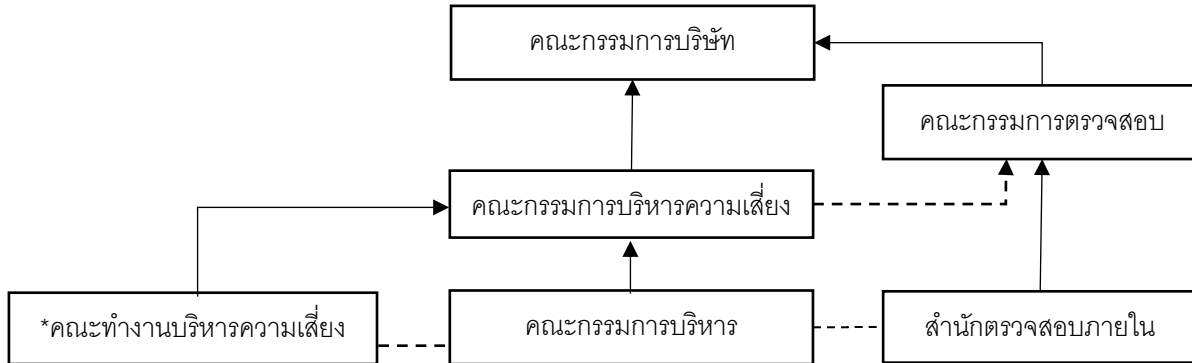 คณะกรรมการบริษัท
คณะกรรมการตรวจสอบ
คณะกรรมการบริหารความเสี่ยง
*คณะทำงานบริหารความเสี่ยง
คณะกรรมการบริหาร
สำนักตรวจสอบภายใน